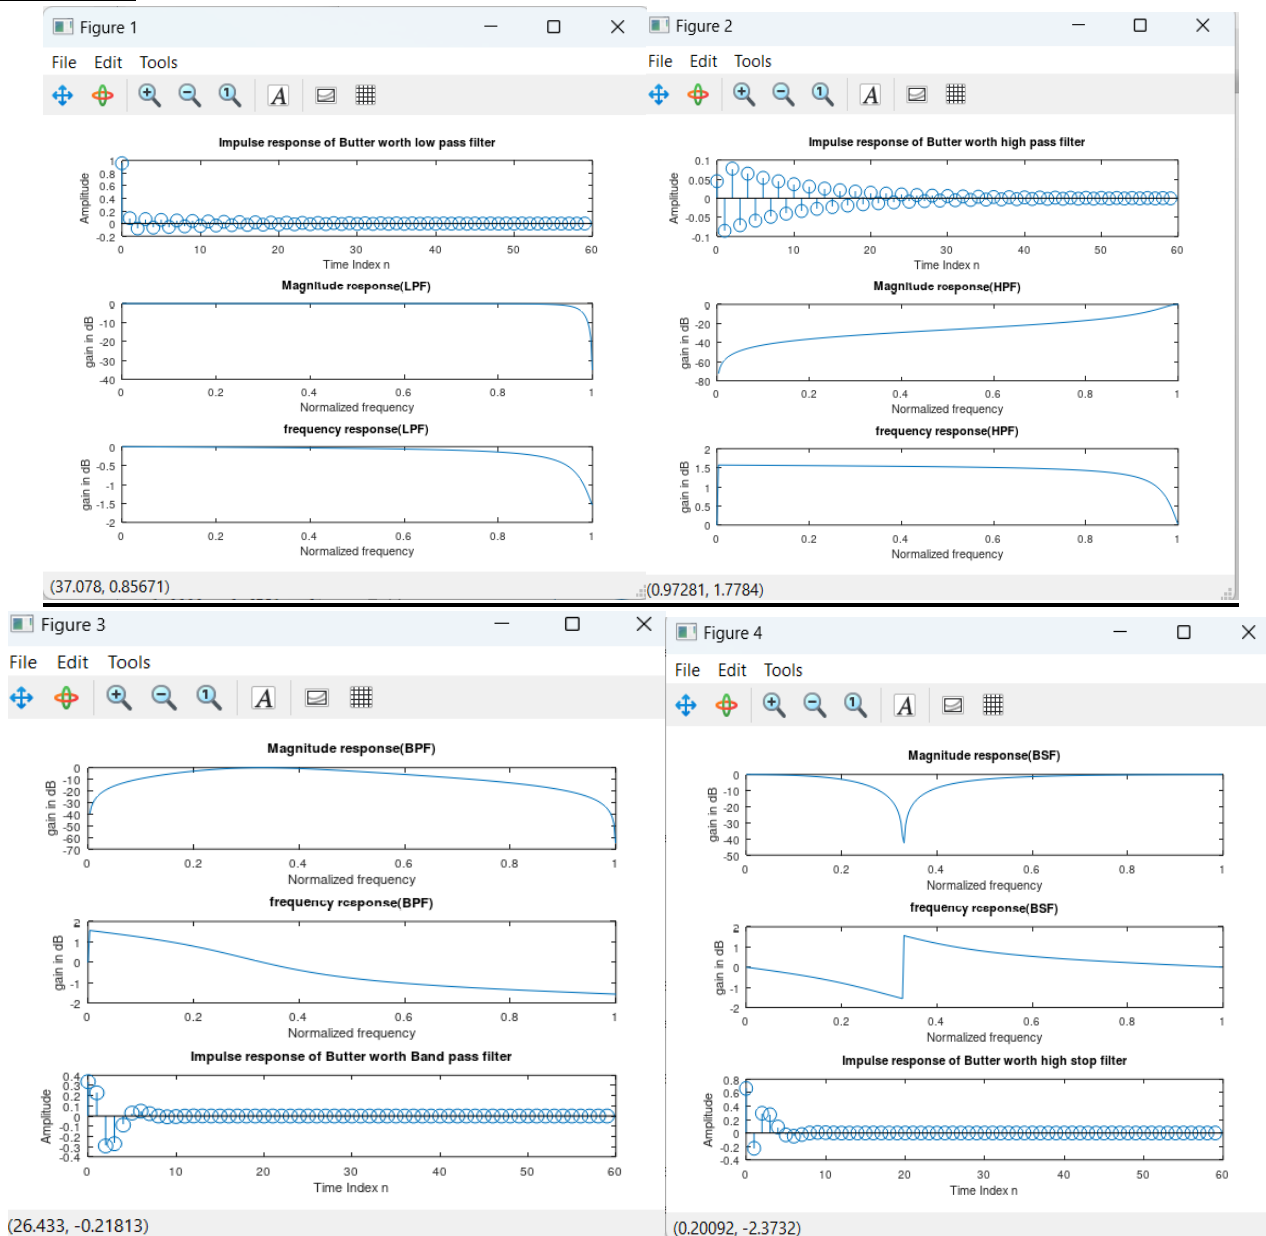 Figure 1
File Edit Tools
A
Impulse response of Butter worth low pass filter
Amplitude
1
0.8
0.6
0.4
0.2
0
-0.2
0 10 20 30 40 50 60
Time Index n
Magnitude response(LPF)
gain in dB
0
-10
-20
-30
-40
0 0.2 0.4 0.6 0.8 1
Normalized frequency
frequency response(LPF)
gain in dB
0
-0.5
-1
-1.5
-2
0 0.2 0.4 0.6 0.8 1
Normalized frequency
(37.078, 0.85671)
Figure 2
File Edit Tools
A
Impulse response of Butter worth high pass filter
Amplitude
0.1
0.05
0
-0.05
-0.1
0 10 20 30 40 50 60
Time Index n
Magnitude response(HPF)
gain in dB
0
-20
-40
-60
-80
0 0.2 0.4 0.6 0.8 1
Normalized frequency
frequency response(HPF)
gain in dB
2
1.5
1
0.5
0
0 0.2 0.4 0.6 0.8 1
Normalized frequency
(0.97281, 1.7784)
Figure 3
File Edit Tools
A
Magnitude response(BPF)
gain in dB
0
-10
-20
-30
-40
-50
-60
-70
0 0.2 0.4 0.6 0.8 1
Normalized frequency
frequency response(BPF)
gain in dB
2
1
0
-1
-2
0 0.2 0.4 0.6 0.8 1
Normalized frequency
Impulse response of Butter worth Band pass filter
Amplitude
0.4
0.3
0.2
0.1
0
-0.1
-0.2
-0.3
-0.4
0 10 20 30 40 50 60
Time Index n
(26.433, -0.21813)
Figure 4
File Edit Tools
A
Magnitude response(BSF)
gain in dB
0
-10
-20
-30
-40
-50
0 0.2 0.4 0.6 0.8 1
Normalized frequency
frequency response(BSF)
gain in dB
2
1
0
-1
-2
0 0.2 0.4 0.6 0.8 1
Normalized frequency
Impulse response of Butter worth high stop filter
Amplitude
0.8
0.6
0.4
0.2
0
-0.2
-0.4
0 10 20 30 40 50 60
Time Index n
(0.20092, -2.3732)